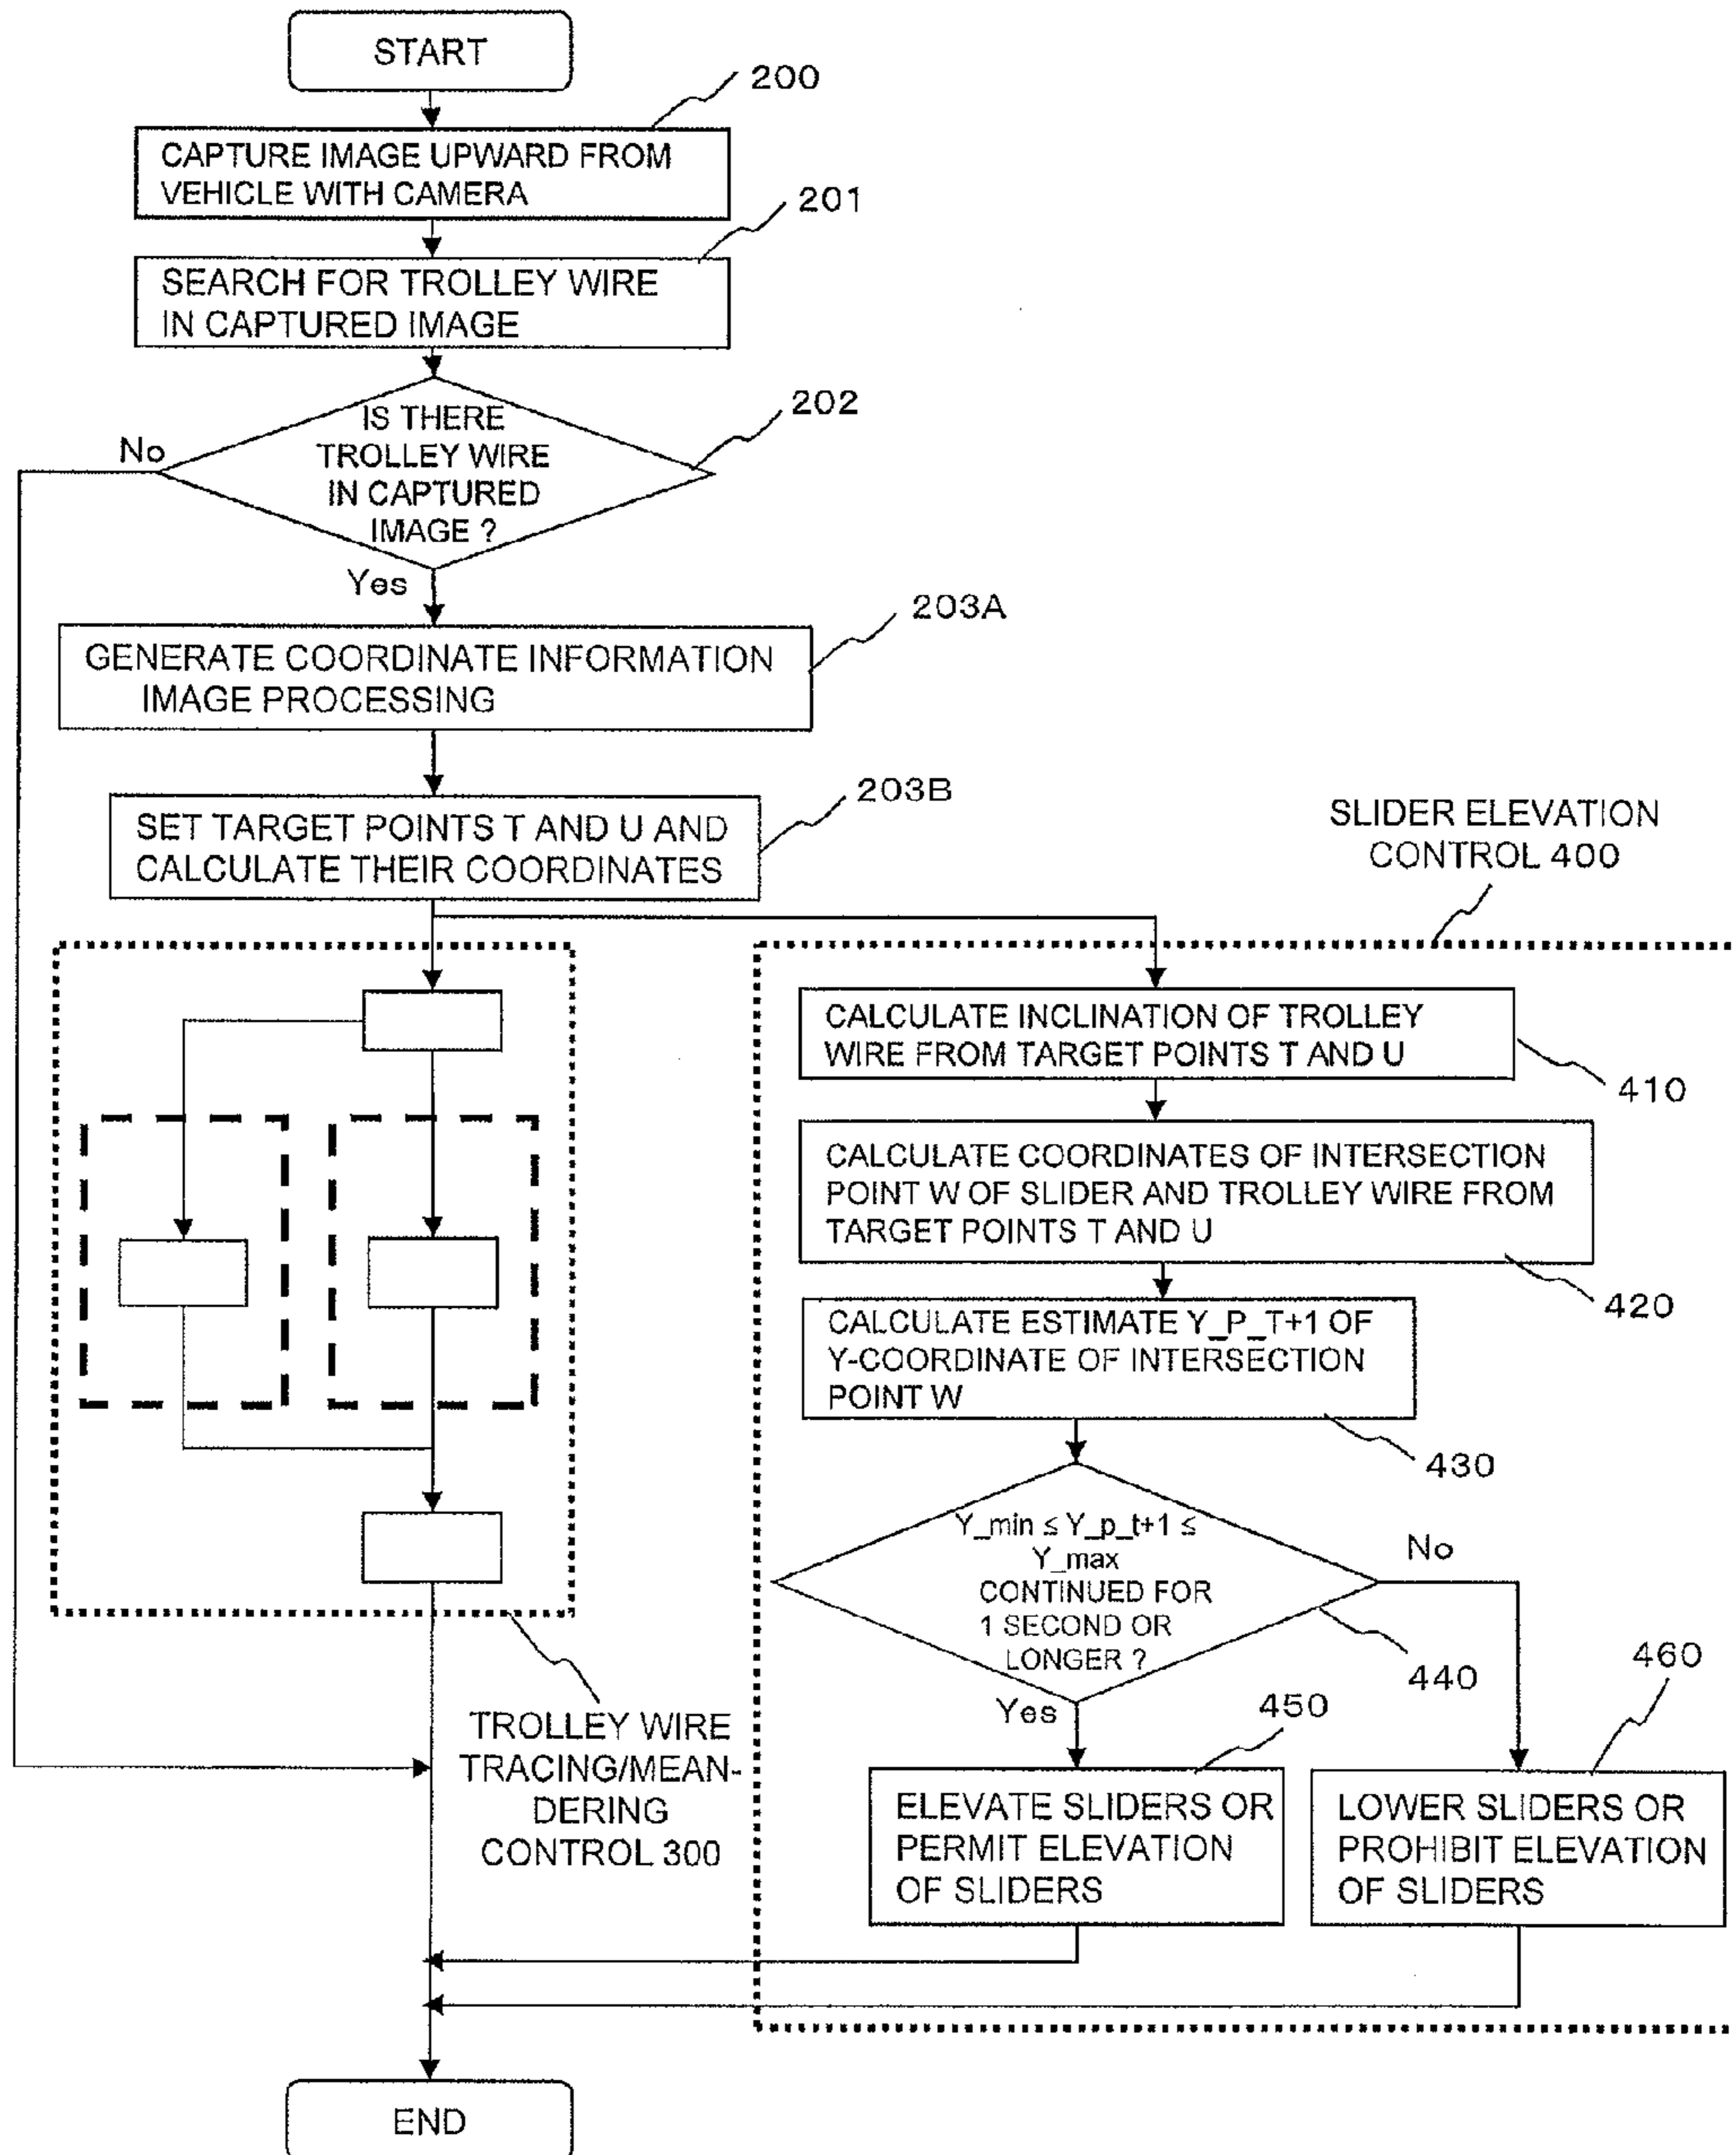 START
200
CAPTURE IMAGE UPWARD FROM
VEHICLE WITH CAMERA
201
SEARCH FOR TROLLEY WIRE
IN CAPTURED IMAGE
202
IS THERE
TROLLEY WIRE
IN CAPTURED
IMAGE ?
No
Yes
203A
GENERATE COORDINATE INFORMATION
IMAGE PROCESSING
203B
SET TARGET POINTS T AND U AND
CALCULATE THEIR COORDINATES
SLIDER ELEVATION
CONTROL 400
CALCULATE INCLINATION OF TROLLEY
WIRE FROM TARGET POINTS T AND U
410
CALCULATE COORDINATES OF INTERSECTION
POINT W OF SLIDER AND TROLLEY WIRE FROM
TARGET POINTS T AND U
420
CALCULATE ESTIMATE Y_P_T+1 OF
Y-COORDINATE OF INTERSECTION
POINT W
430
Y_min ≤ Y_p_t+1 ≤
Y_max
CONTINUED FOR
1 SECOND OR
LONGER ?
No
440
Yes
450
460
TROLLEY WIRE
TRACING/MEAN-
DERING
CONTROL 300
ELEVATE SLIDERS OR
PERMIT ELEVATION
OF SLIDERS
LOWER SLIDERS OR
PROHIBIT ELEVATION
OF SLIDERS
END